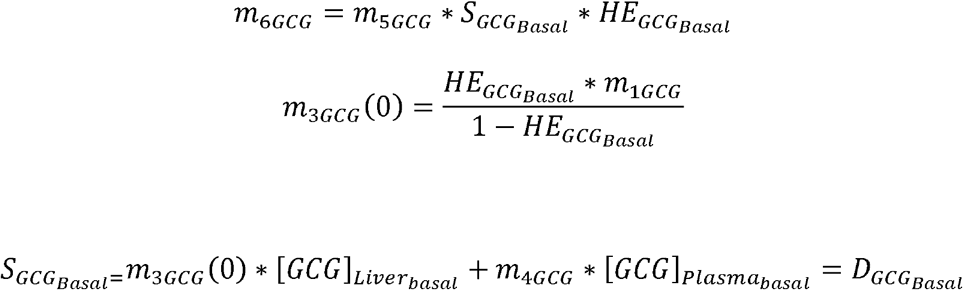 m_{6GCG} = m_{5GCG} * S_{GCG_{Basal}} * HE_{GCG_{Basal}}
m_{3GCG}(0) = \frac{HE_{GCG_{Basal}} * m_{1GCG}}{1 - HE_{GCG_{Basal}}}
S_{GCG_{Basal}=} m_{3GCG}(0) * [GCG]_{Liver_{basal}} + m_{4GCG} * [GCG]_{Plasma_{basal}} = D_{GCG_{Basal}}